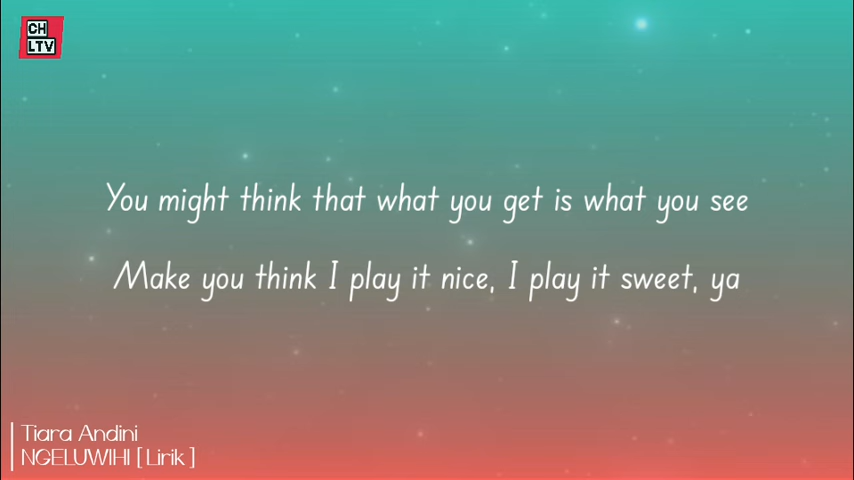 CH
LTV
You might think that what you get is what you see
Make you think I play it nice, I play it sweet, ya
Tiara Andini
NGELUWIHI [ Lirik ]